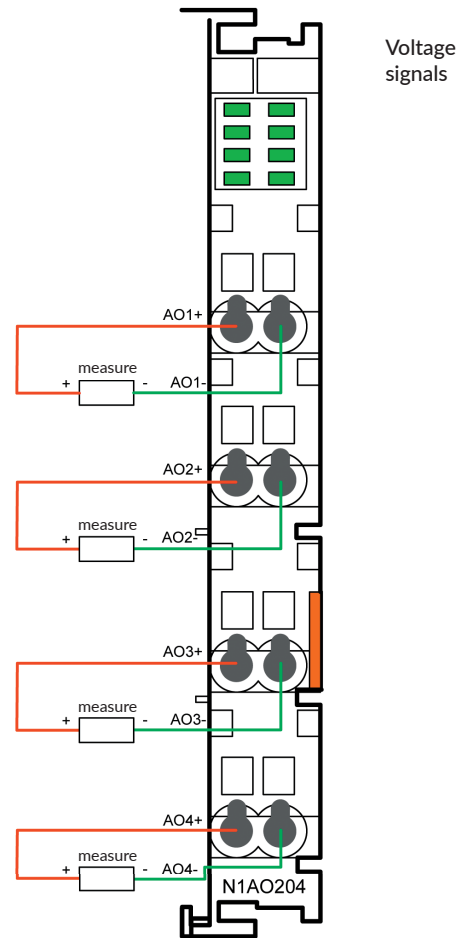 Voltage
signals
AO1+
measure
+ - AO1-
AO2+
measure
+ - AO2-
AO3+
measure
+ - AO3-
AO4+
measure
+ - AO4-
N1AO204